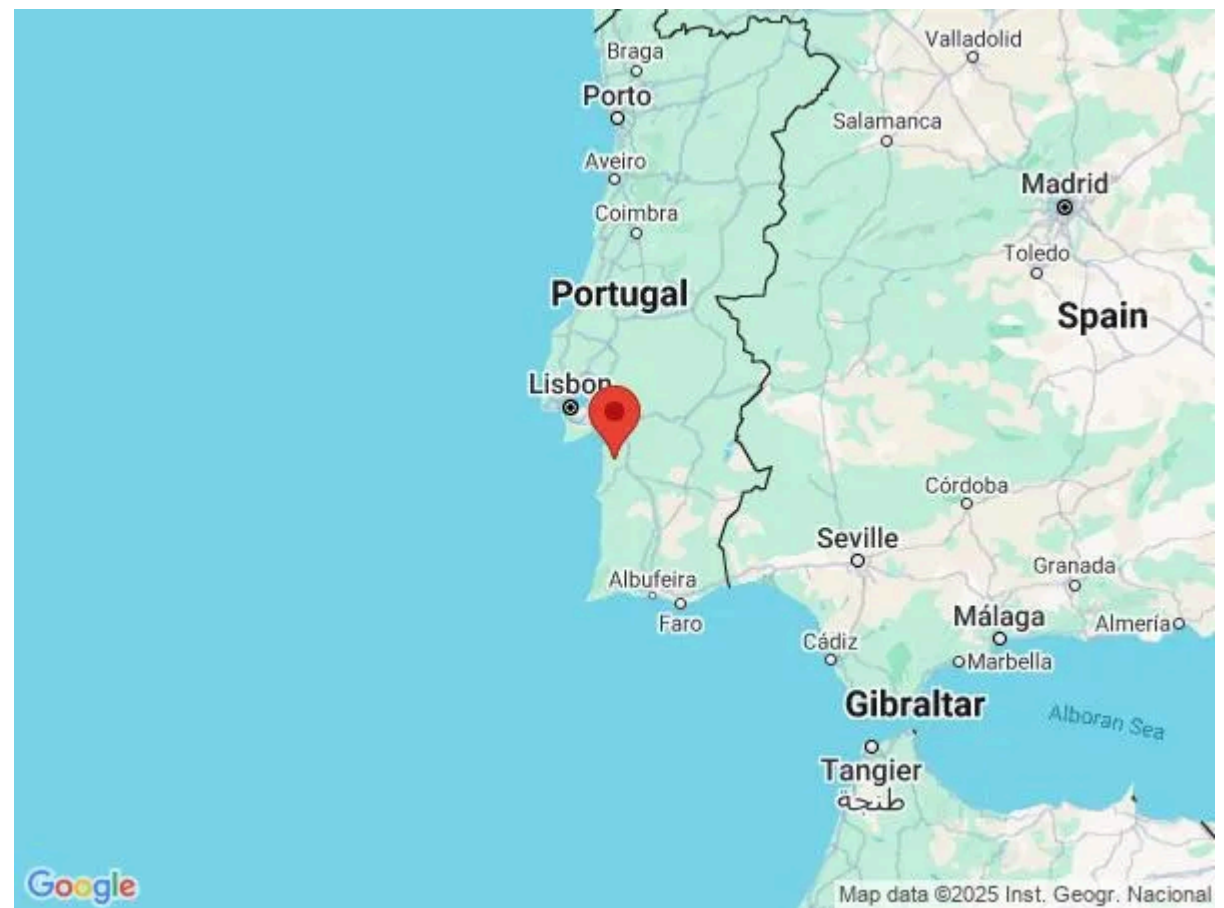 Braga
Valladolid
Porto
Salamanca
Aveiro
Madrid
Coimbra
Toledo
Portugal
Spain
Lisbon
Córdoba
Seville
Granada
Albufeira
Málaga
Almería
Faro
Cádiz
Marbella
Gibraltar
Alboran Sea
Tangier
طنجة
Google
Map data ©2025 Inst. Geogr. Nacional